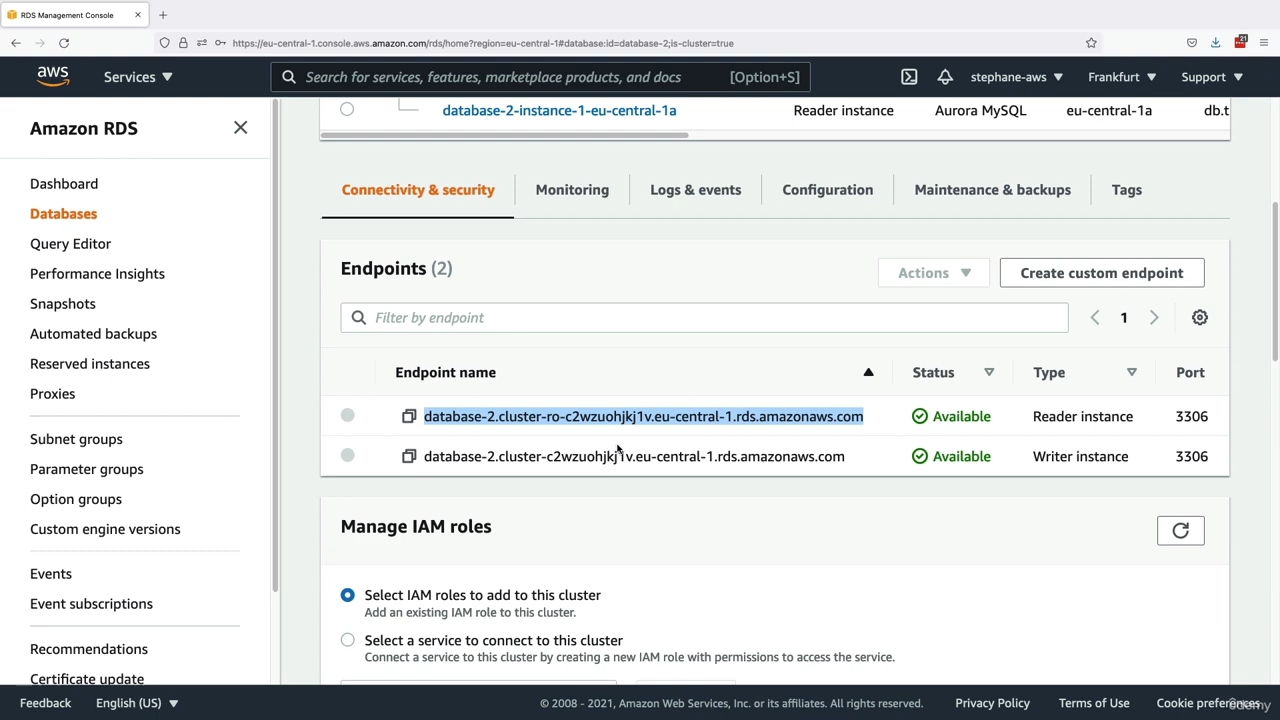 RDS Management Console
https://eu-central-1.console.aws.amazon.com/rds/home?region=eu-central-1#database:id=database-2;is-cluster=true
21
aws Services Search for services, features, marketplace products, and docs [Option+S] stephane-aws Frankfurt Support
Amazon RDS
Dashboard
Databases
Query Editor
Performance Insights
Snapshots
Automated backups
Reserved instances
Proxies
Subnet groups
Parameter groups
Option groups
Custom engine versions
Events
Event subscriptions
Recommendations
Certificate update
database-2-instance-1-eu-central-1a Reader instance Aurora MySQL eu-central-1a db.t
Connectivity & security Monitoring Logs & events Configuration Maintenance & backups Tags
Endpoints (2) Actions Create custom endpoint
Filter by endpoint 1
Endpoint name Status Type Port
database-2.cluster-ro-c2wzuohjkj1v.eu-central-1.rds.amazonaws.com Available Reader instance 3306
database-2.cluster-c2wzuohjkj1v.eu-central-1.rds.amazonaws.com Available Writer instance 3306
Manage IAM roles
Select IAM roles to add to this cluster
Add an existing IAM role to this cluster.
Select a service to connect to this cluster
Connect a service to this cluster by creating a new IAM role with permissions to access the service.
Feedback English (US) © 2008 - 2021, Amazon Web Services, Inc. or its affiliates. All rights reserved. Privacy Policy Terms of Use Cookie preferences
Udemy